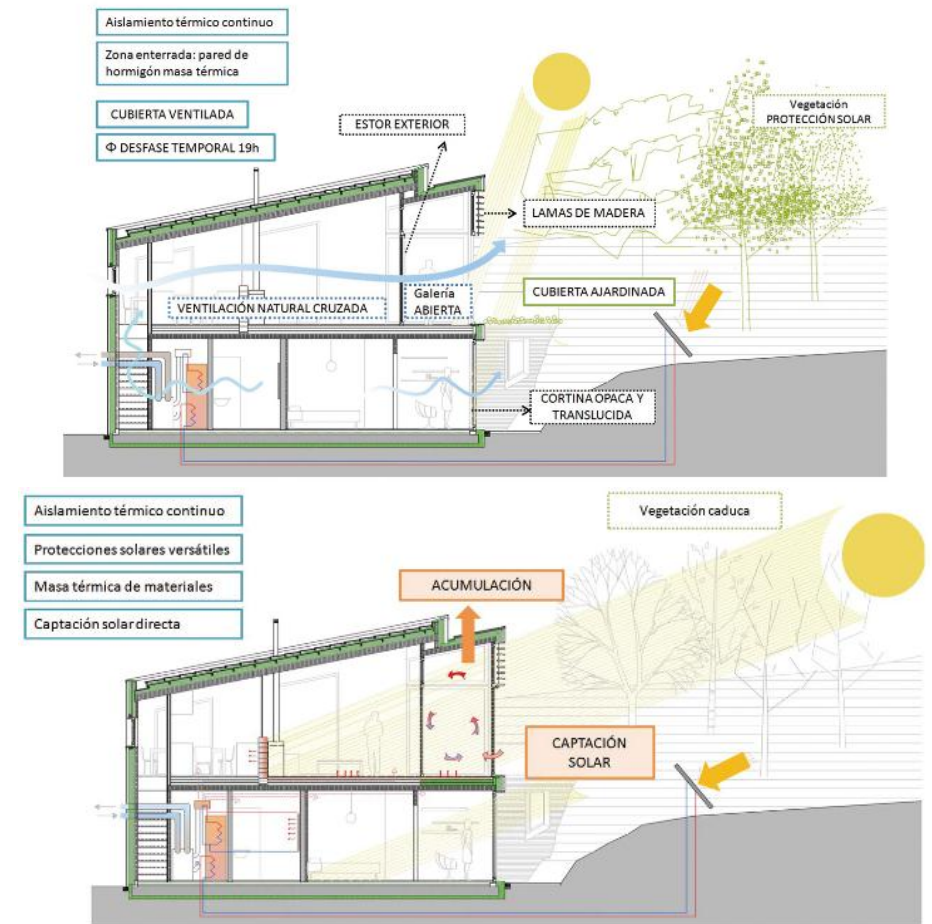 Aislamiento térmico continuo
Zona enterrada: pared de
hormigón masa térmica
CUBIERTA VENTILADA
Φ DESFASE TEMPORAL 19h
ESTOR EXTERIOR
Vegetación
PROTECCIÓN SOLAR
LAMAS DE MADERA
CUBIERTA AJARDINADA
VENTILACIÓN NATURAL CRUZADA
Galería
ABIERTA
CORTINA OPACA Y
TRANSLUCIDA
Aislamiento térmico continuo
Protecciones solares versátiles
Masa térmica de materiales
Captación solar directa
Vegetación caduca
ACUMULACIÓN
CAPTACIÓN
SOLAR